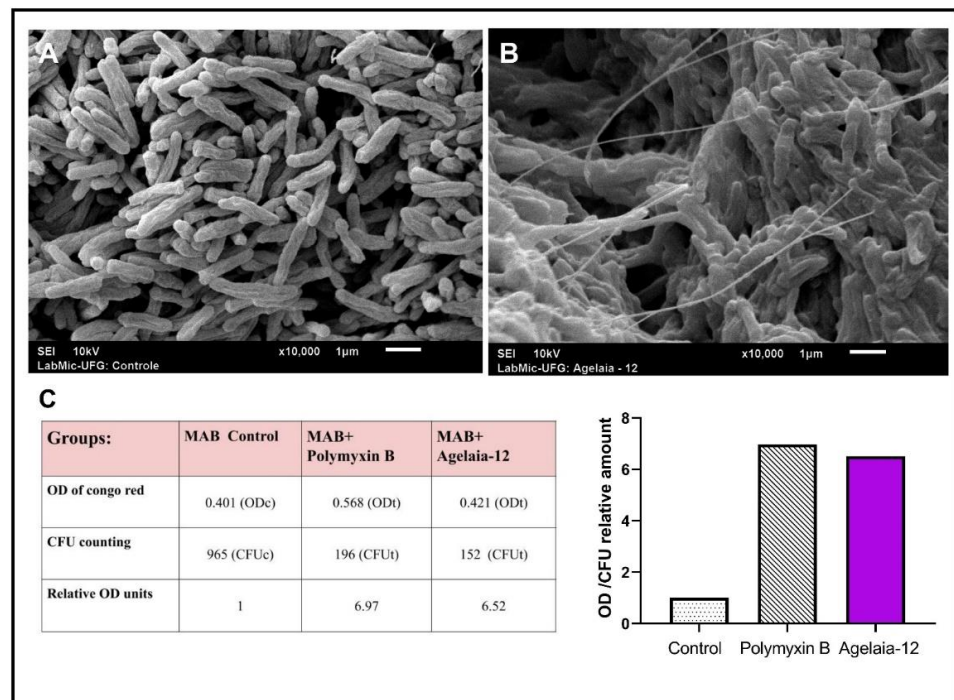 A
SEI 10kV x10,000 1µm
LabMic-UFG: Controle
B
SEI 10kV x10,000 1µm
LabMic-UFG: Agelaia - 12
C
Groups: MAB Control MAB+ MAB+
Polymyxin B Agelaia-12
OD of congo red 0.401 (ODc) 0.568 (ODt) 0.421 (ODt)
CFU counting 965 (CFUc) 196 (CFUt) 152 (CFUt)
Relative OD units 1 6.97 6.52
OD /CFU relative amount
8
6
4
2
0
Control Polymyxin B Agelaia-12